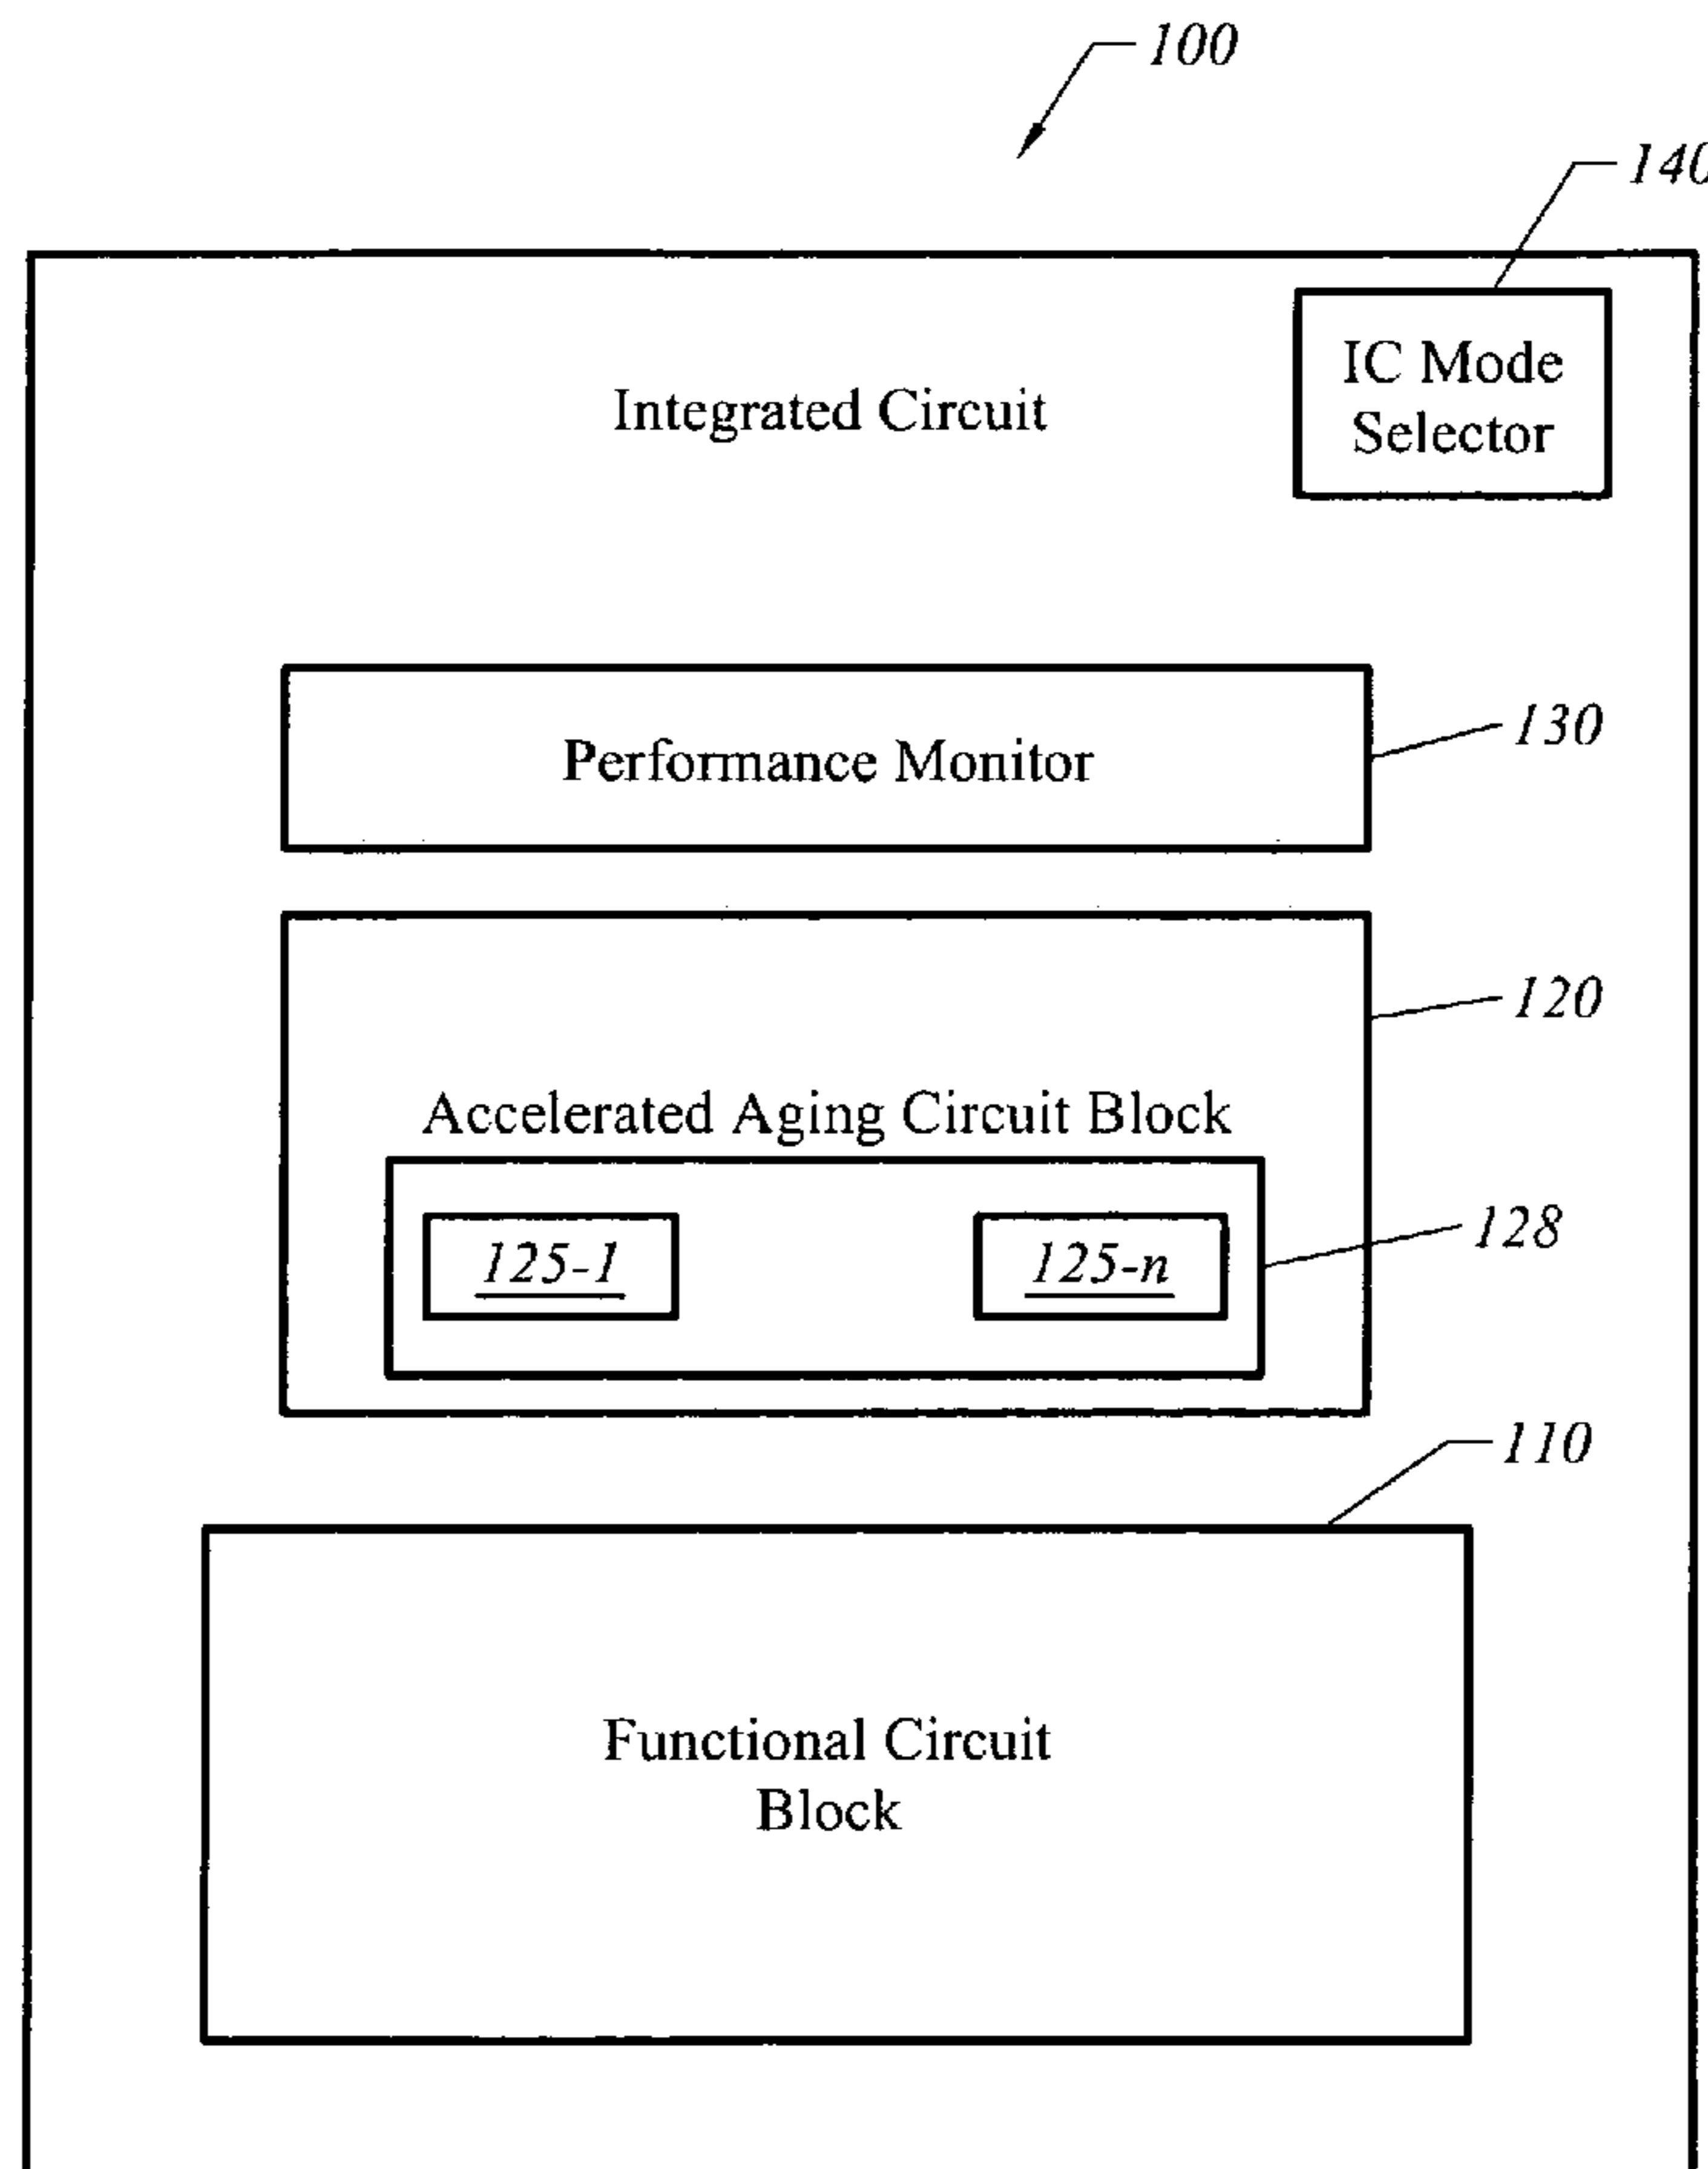 100
140
IC Mode
Selector
Integrated Circuit
130
Performance Monitor
120
Accelerated Aging Circuit Block
128
125-1
125-n
110
Functional Circuit
Block